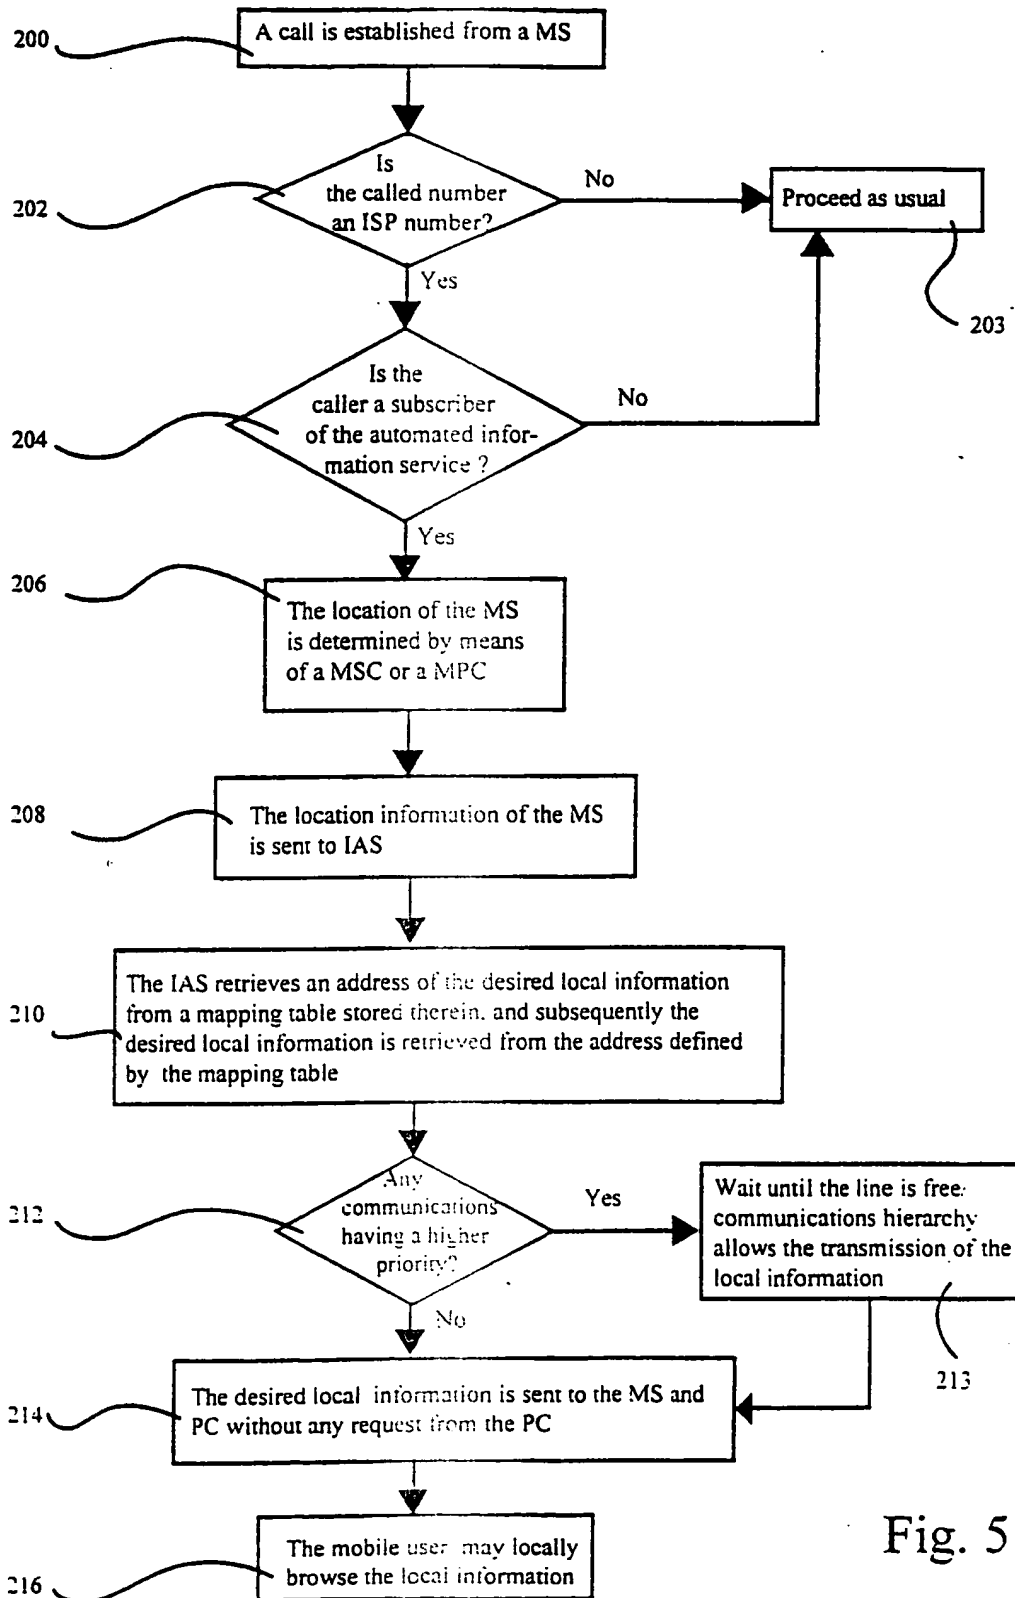 200
A call is established from a MS
Is
the called number
an ISP number?
202
No
Proceed as usual
203
Yes
Is the
caller a subscriber
of the automated infor-
mation service ?
204
No
Yes
206
The location of the MS
is determined by means
of a MSC or a MPC
208
The location information of the MS
is sent to IAS
210
The IAS retrieves an address of the desired local information
from a mapping table stored therein, and subsequently the
desired local information is retrieved from the address defined
by the mapping table
212
Any
communications
having a higher
priority?
Yes
Wait until the line is free/
communications hierarchy
allows the transmission of the
local information
213
No
214
The desired local information is sent to the MS and
PC without any request from the PC
216
The mobile user may locally
browse the local information
Fig. 5